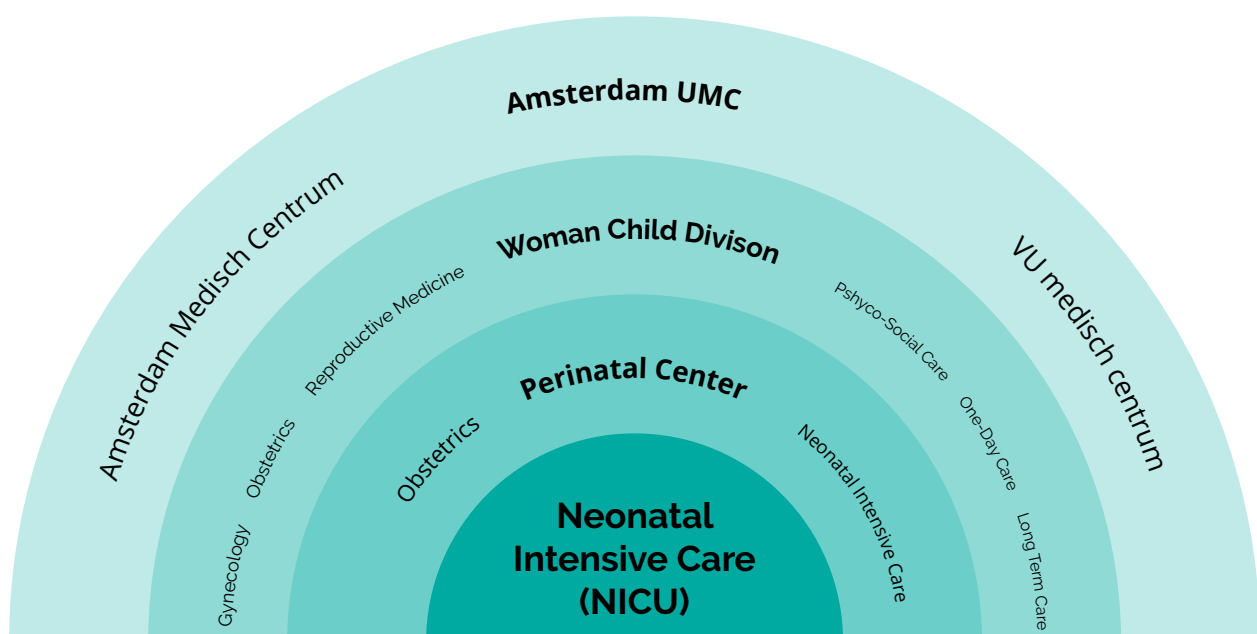 Amsterdam UMC
Amsterdam Medisch Centrum
VU medisch centrum
Woman Child Divison
Reproductive Medicine
Obstetrics
Gynecology
Pshyco-Social Care
One-Day Care
Long Term Care
Perinatal Center
Obstetrics
Neonatal Intensive Care
Neonatal
Intensive Care
(NICU)